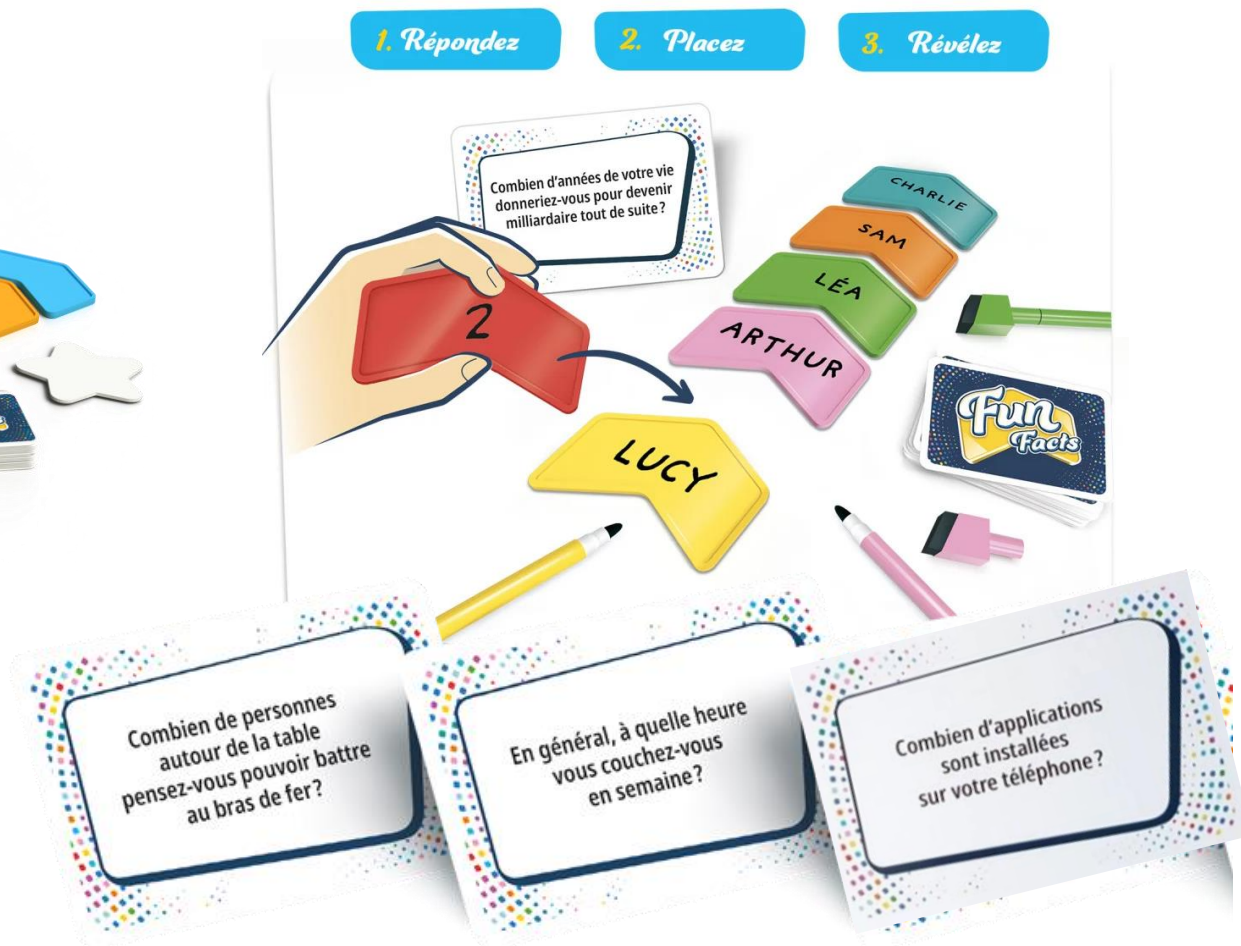 1. Répondez
2. Placez
3. Révélez
Combien d'années de votre vie
donneriez-vous pour devenir
milliardaire tout de suite ?
CHARLIE
SAM
LÉA
ARTHUR
2
LUCY
Fun
Facts
Combien de personnes
autour de la table
pensez-vous pouvoir battre
au bras de fer ?
En général, à quelle heure
vous couchez-vous
en semaine ?
Combien d'applications
sont installées
sur votre téléphone ?